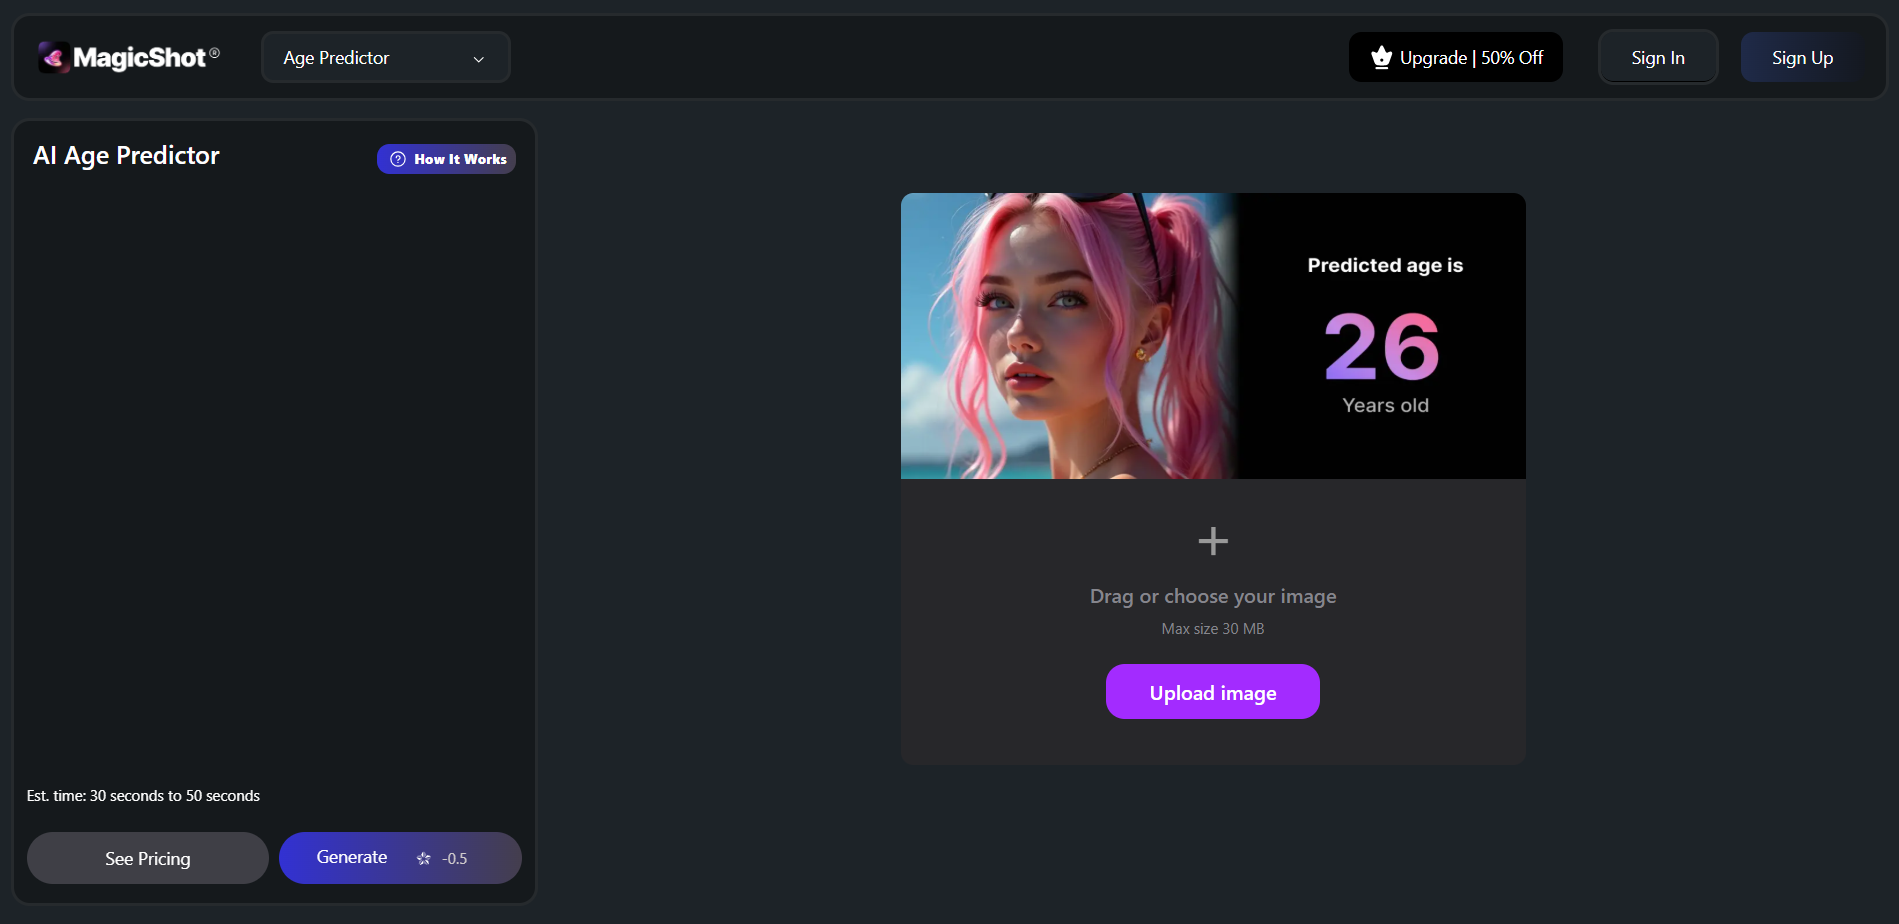 MagicShot®
Age Predictor
Upgrade | 50% Off
Sign In
Sign Up
AI Age Predictor
How It Works
Predicted age is
26
Years old
Drag or choose your image
Max size 30 MB
Upload image
Est. time: 30 seconds to 50 seconds
See Pricing
Generate -0.5